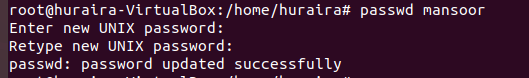 root@huraira-VirtualBox:/home/huraira# passwd mansoor
Enter new UNIX password:
Retype new UNIX password:
passwd: password updated successfully